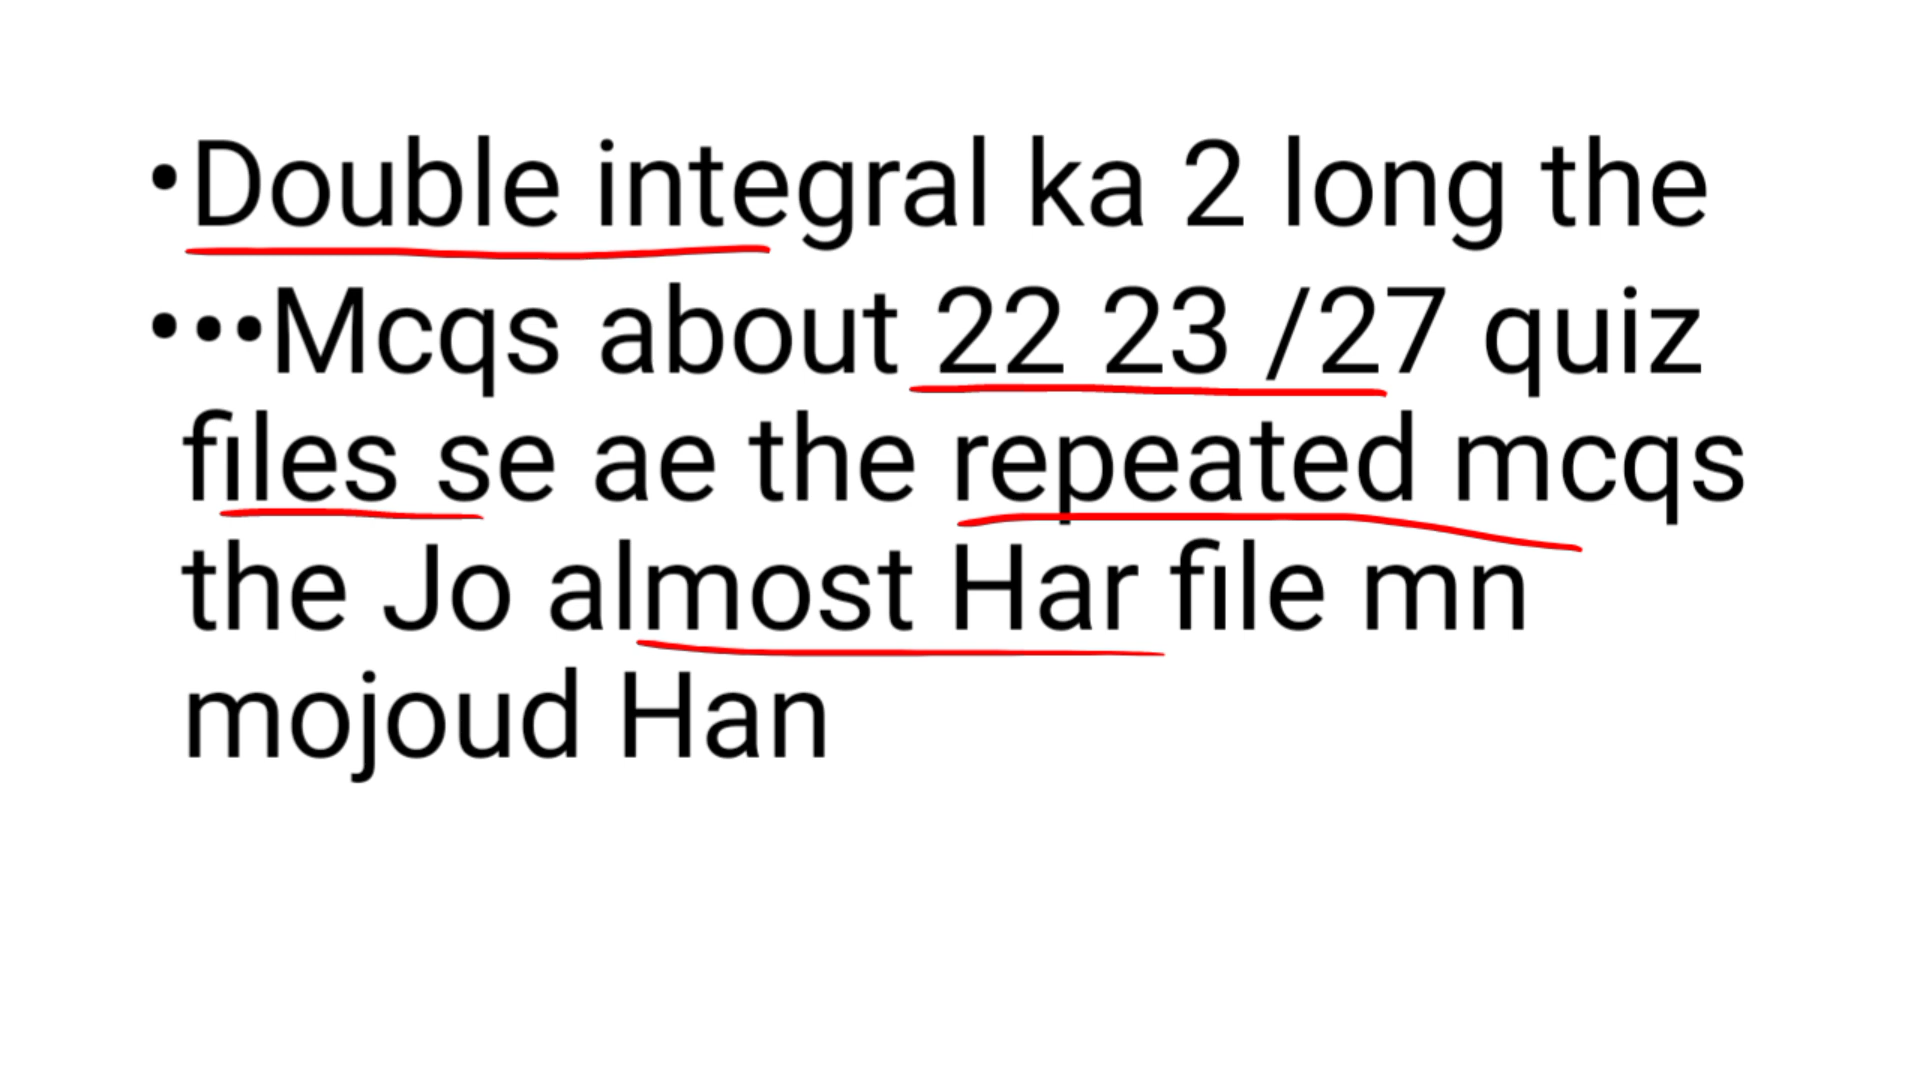 •Double integral ka 2 long the
•••Mcqs about 22 23 /27 quiz
files se ae the repeated mcqs
the Jo almost Har file mn
mojoud Han